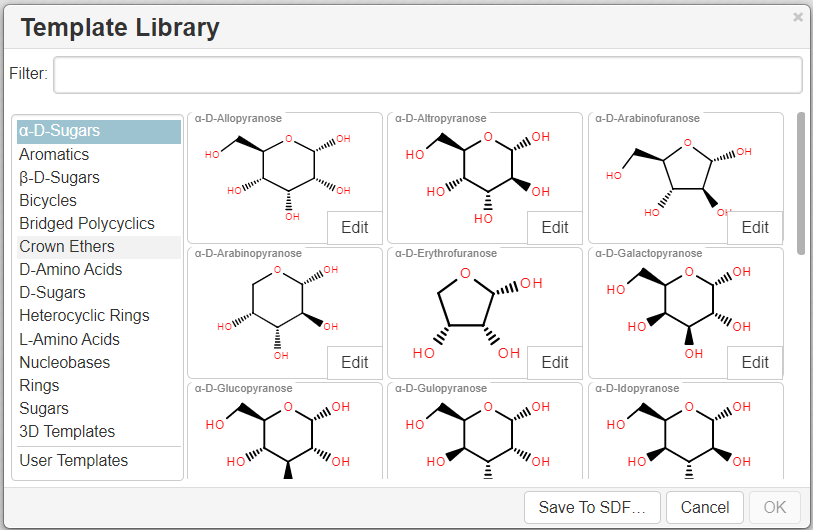 Template Library
×
Filter:
α-D-Sugars
Aromatics
β-D-Sugars
Bicycles
Bridged Polycyclics
Crown Ethers
D-Amino Acids
D-Sugars
Heterocyclic Rings
L-Amino Acids
Nucleobases
Rings
Sugars
3D Templates
User Templates
α-D-Allopyranose
HO O OH
HO OH
OH
Edit
α-D-Altropyranose
HO O OH
HO OH
HO
Edit
α-D-Arabinofuranose
HO O OH
HO OH
Edit
α-D-Arabinopyranose
O OH
HO OH
OH
Edit
α-D-Erythrofuranose
O OH
HO OH
Edit
α-D-Galactopyranose
HO O OH
HO OH
OH
Edit
α-D-Glucopyranose
HO O OH
HO OH
α-D-Gulopyranose
HO O OH
HO OH
α-D-Idopyranose
HO O OH
HO OH
Save To SDF…
Cancel
OK